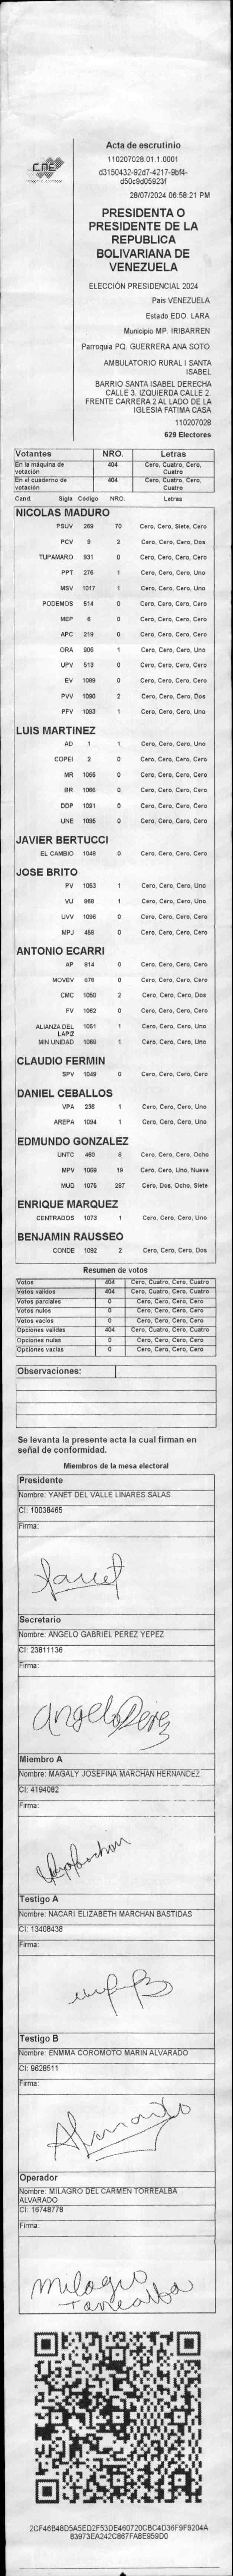 CNE
Acta de escrutinio
110207028.01.1.0001
d3150432-92d7-4217-9bf4-
d50c9d05923f
28/07/2024 06:58:21 PM
PRESIDENTA O
PRESIDENTE DE LA
REPUBLICA
BOLIVARIANA DE
VENEZUELA
ELECCIÓN PRESIDENCIAL 2024
Pais VENEZUELA
Estado EDO. LARA
Municipio MP. IRIBARREN
Parroquia PQ. GUERRERA ANA SOTO
AMBULATORIO RURAL I SANTA
ISABEL
BARRIO SANTA ISABEL DERECHA
CALLE 3. IZQUIERDA CALLE 2.
FRENTE CARRERA 2 AL LADO DE LA
IGLESIA FATIMA CASA
110207028
629 Electores
Votantes NRO. Letras
En la máquina de votación 404 Cero, Cuatro, Cero, Cuatro
En el cuaderno de votación 404 Cero, Cuatro, Cero, Cuatro
Cand. Sigla Código NRO. Letras
NICOLAS MADURO
PSUV 269 70 Cero, Cero, Siete, Cero
PCV 9 2 Cero, Cero, Cero, Dos
TUPAMARO 931 0 Cero, Cero, Cero, Cero
PPT 276 1 Cero, Cero, Cero, Uno
MSV 1017 1 Cero, Cero, Cero, Uno
PODEMOS 514 0 Cero, Cero, Cero, Cero
MEP 6 0 Cero, Cero, Cero, Cero
APC 219 0 Cero, Cero, Cero, Cero
ORA 906 1 Cero, Cero, Cero, Uno
UPV 513 0 Cero, Cero, Cero, Cero
EV 1089 0 Cero, Cero, Cero, Cero
PVV 1090 2 Cero, Cero, Cero, Dos
PFV 1093 1 Cero, Cero, Cero, Uno
LUIS MARTINEZ
AD 1 1 Cero, Cero, Cero, Uno
COPEI 2 0 Cero, Cero, Cero, Cero
MR 1065 0 Cero, Cero, Cero, Cero
BR 1066 0 Cero, Cero, Cero, Cero
DDP 1091 0 Cero, Cero, Cero, Cero
UNE 1095 0 Cero, Cero, Cero, Cero
JAVIER BERTUCCI
EL CAMBIO 1048 0 Cero, Cero, Cero, Cero
JOSE BRITO
PV 1053 1 Cero, Cero, Cero, Uno
VU 868 1 Cero, Cero, Cero, Uno
UVV 1096 0 Cero, Cero, Cero, Cero
MPJ 458 0 Cero, Cero, Cero, Cero
ANTONIO ECARRI
AP 814 0 Cero, Cero, Cero, Cero
MOVEV 878 0 Cero, Cero, Cero, Cero
CMC 1050 2 Cero, Cero, Cero, Dos
FV 1062 0 Cero, Cero, Cero, Cero
ALIANZA DEL LAPIZ 1051 1 Cero, Cero, Cero, Uno
MIN UNIDAD 1068 1 Cero, Cero, Cero, Uno
CLAUDIO FERMIN
SPV 1049 0 Cero, Cero, Cero, Cero
DANIEL CEBALLOS
VPA 236 1 Cero, Cero, Cero, Uno
AREPA 1094 1 Cero, Cero, Cero, Uno
EDMUNDO GONZALEZ
UNTC 460 8 Cero, Cero, Cero, Ocho
MPV 1069 19 Cero, Cero, Uno, Nueve
MUD 1075 287 Cero, Dos, Ocho, Siete
ENRIQUE MARQUEZ
CENTRADOS 1073 1 Cero, Cero, Cero, Uno
BENJAMIN RAUSSEO
CONDE 1092 2 Cero, Cero, Cero, Dos
Resumen de votos
Votos 404 Cero, Cuatro, Cero, Cuatro
Votos validos 404 Cero, Cuatro, Cero, Cuatro
Votos parciales 0 Cero, Cero, Cero, Cero
Votos nulos 0 Cero, Cero, Cero, Cero
Votos vacios 0 Cero, Cero, Cero, Cero
Opciones validas 404 Cero, Cuatro, Cero, Cuatro
Opciones nulas 0 Cero, Cero, Cero, Cero
Opciones vacias 0 Cero, Cero, Cero, Cero
Observaciones:
Se levanta la presente acta la cual firman en
señal de conformidad.
Miembros de la mesa electoral
Presidente
Nombre: YANET DEL VALLE LINARES SALAS
CI: 10038465
Firma:
Yanet
Secretario
Nombre: ANGELO GABRIEL PEREZ YEPEZ
CI: 23811136
Firma:
angelo Perez
Miembro A
Nombre: MAGALY JOSEFINA MARCHAN HERNANDEZ
CI: 4194082
Firma:
Testigo A
Nombre: NACARI ELIZABETH MARCHAN BASTIDAS
CI: 13408438
Firma:
Testigo B
Nombre: ENMMA COROMOTO MARIN ALVARADO
CI: 9628511
Firma:
Operador
Nombre: MILAGRO DEL CARMEN TORREALBA
ALVARADO
CI: 16748778
Firma:
Milagro
Torrealba
2CF46B48D5A5ED2F53DE460720CBC4D36F9F9204A
B3973EA242C867FA8E959D0